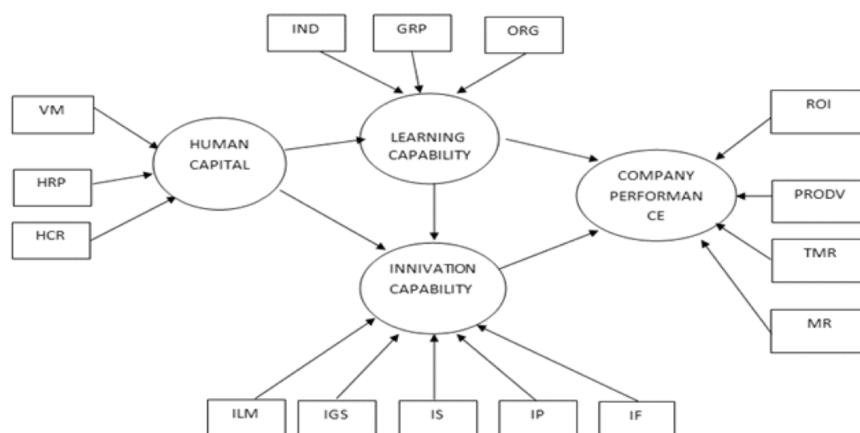 IND
GRP
ORG
ROI
VM
HUMAN
CAPITAL
LEARNING
CAPABILITY
HRP
COMPANY
PERFORMAN
CE
PRODV
HCR
TMR
INNIVATION
CAPABILITY
MR
ILM
IGS
IS
IP
IF